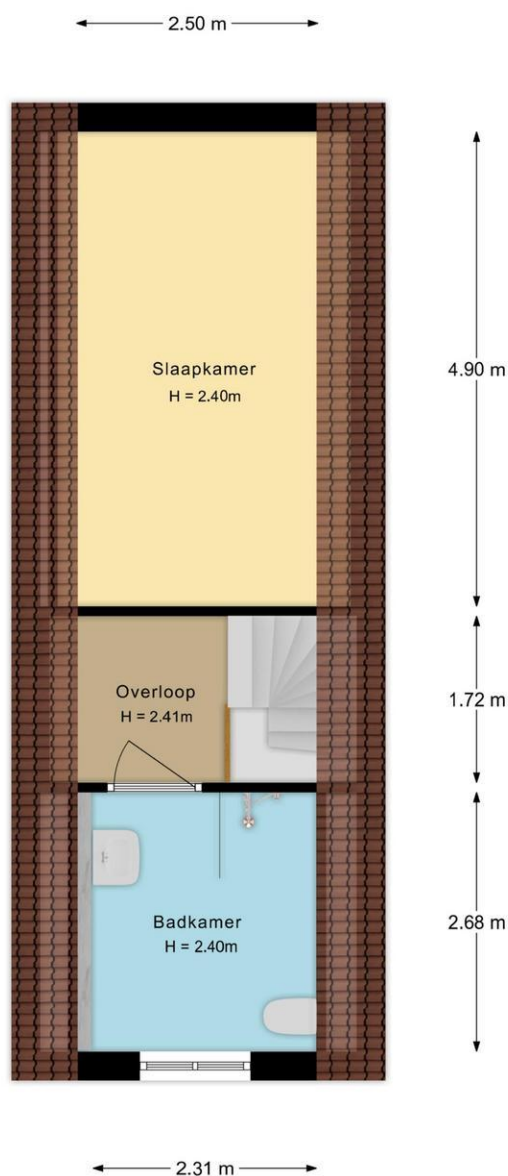 2.50 m
Slaapkamer
H = 2.40m
4.90 m
Overloop
H = 2.41m
1.72 m
Badkamer
H = 2.40m
2.68 m
2.31 m